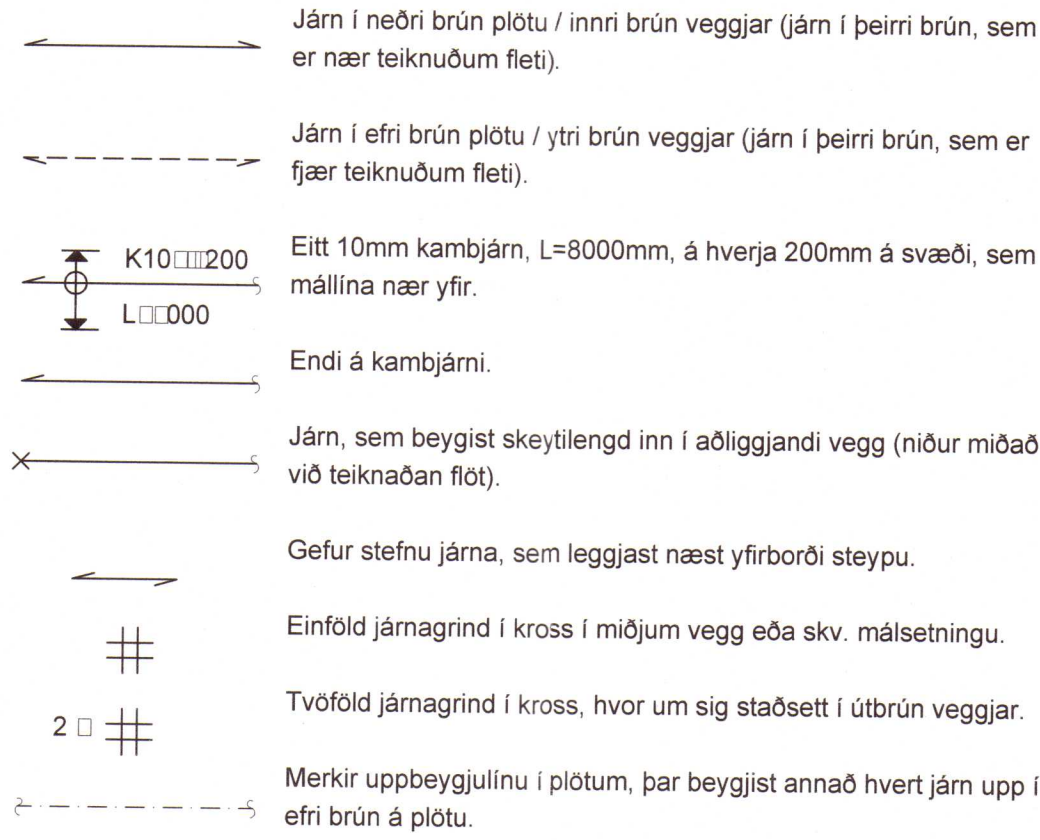 Járn í neðri brún plötu / innri brún veggjar (járn í þeirri brún, sem
er nær teiknuðum fleti).
Járn í efri brún plötu / ytri brún veggjar (járn í þeirri brún, sem er
fjær teiknuðum fleti).
K10□□□200
L□□000
Eitt 10mm kambjárn, L=8000mm, á hverja 200mm á svæði, sem
mállína nær yfir.
Endi á kambjárni.
Járn, sem beygist skeytilengd inn í aðliggjandi vegg (niður miðað
við teiknaðan flöt).
Gefur stefnu járna, sem leggjast næst yfirborði steypu.
Einföld járnagrind í kross í miðjum vegg eða skv. málsetningu.
2 □
Tvöföld járnagrind í kross, hvor um sig staðsett í útbrún veggjar.
Merkir uppbeygjulínu í plötum, þar beygjist annað hvert járn upp í
efri brún á plötu.